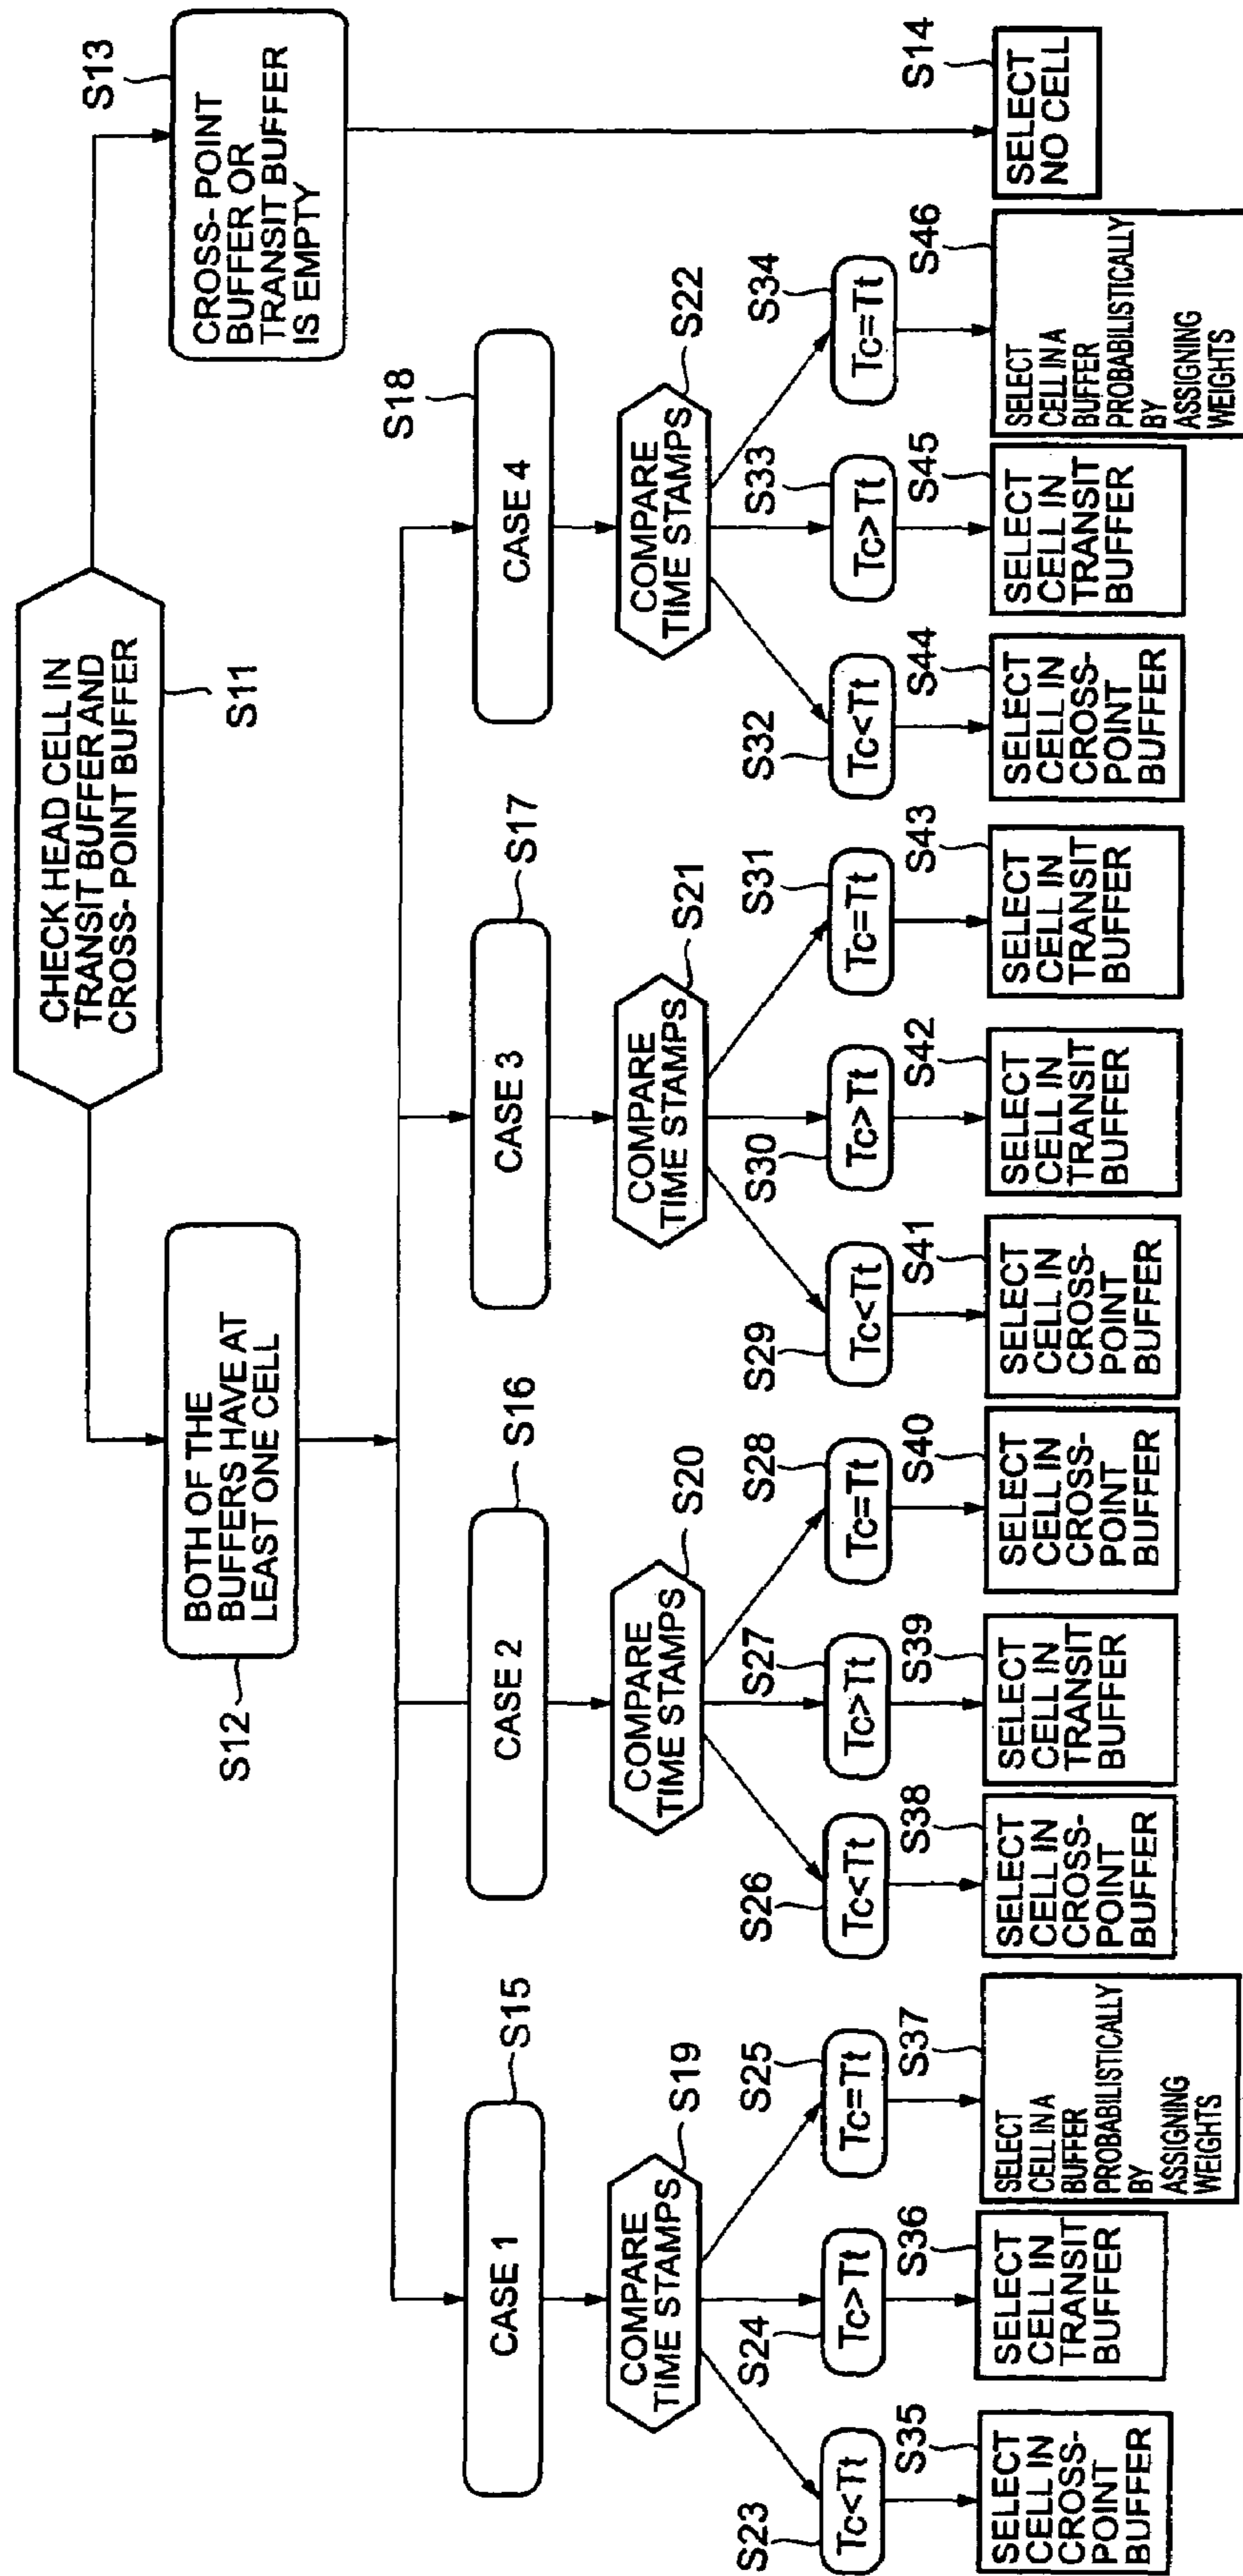 CHECK HEAD CELL IN
TRANSIT BUFFER AND
CROSS- POINT BUFFER
S11
BOTH OF THE
BUFFERS HAVE AT
LEAST ONE CELL
S12
CROSS- POINT
BUFFER OR
TRANSIT BUFFER
IS EMPTY
S13
CASE 1
S15
CASE 2
S16
CASE 3
S17
CASE 4
S18
COMPARE
TIME STAMPS
S19
COMPARE
TIME STAMPS
S20
COMPARE
TIME STAMPS
S21
COMPARE
TIME STAMPS
S22
S23
Tc<Tt
S24
Tc>Tt
S25
Tc=Tt
S26
Tc<Tt
S27
Tc>Tt
S28
Tc=Tt
S29
Tc<Tt
S30
Tc>Tt
S31
Tc=Tt
S32
Tc<Tt
S33
Tc>Tt
S34
Tc=Tt
S35
SELECT
CELL IN
CROSS-
POINT
BUFFER
S36
SELECT
CELL IN
TRANSIT
BUFFER
S37
SELECT
CELL IN A
BUFFER
PROBABILISTICALLY
BY
ASSIGNING
WEIGHTS
S38
SELECT
CELL IN
CROSS-
POINT
BUFFER
S39
SELECT
CELL IN
TRANSIT
BUFFER
S40
SELECT
CELL IN
CROSS-
POINT
BUFFER
S41
SELECT
CELL IN
CROSS-
POINT
BUFFER
S42
SELECT
CELL IN
TRANSIT
BUFFER
S43
SELECT
CELL IN
TRANSIT
BUFFER
S44
SELECT
CELL IN
CROSS-
POINT
BUFFER
S45
SELECT
CELL IN
TRANSIT
BUFFER
S46
SELECT
CELL IN A
BUFFER
PROBABILISTICALLY
BY
ASSIGNING
WEIGHTS
S14
SELECT
NO CELL